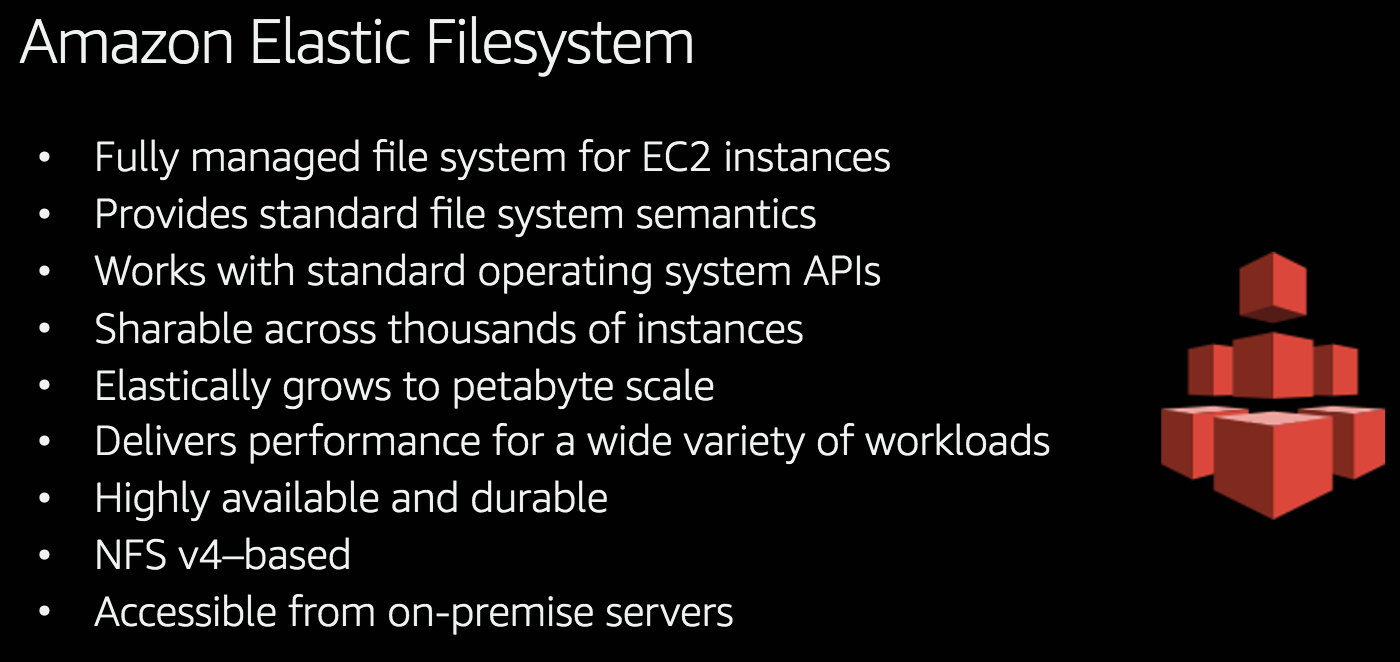 Amazon Elastic Filesystem
• Fully managed file system for EC2 instances
• Provides standard file system semantics
• Works with standard operating system APIs
• Sharable across thousands of instances
• Elastically grows to petabyte scale
• Delivers performance for a wide variety of workloads
• Highly available and durable
• NFS v4–based
• Accessible from on-premise servers